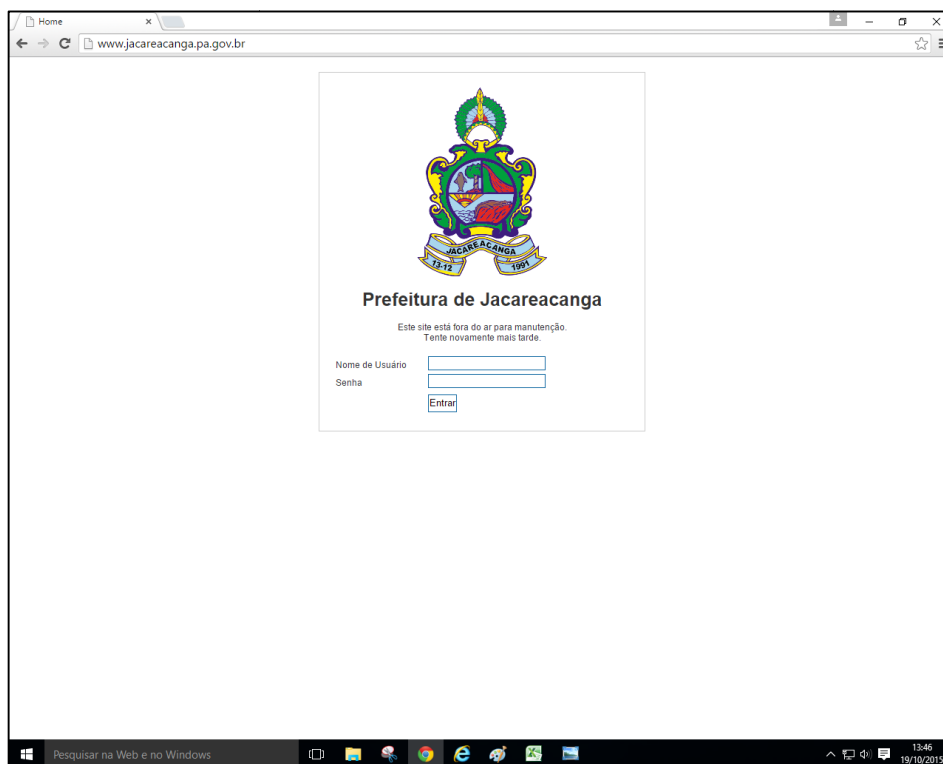 Home
www.jacareacanga.pa.gov.br
JACAREACANGA
13-12 1991
Prefeitura de Jacareacanga
Este site está fora do ar para manutenção.
Tente novamente mais tarde.
Nome de Usuário
Senha
Entrar
Pesquisar na Web e no Windows
13:46
19/10/2015